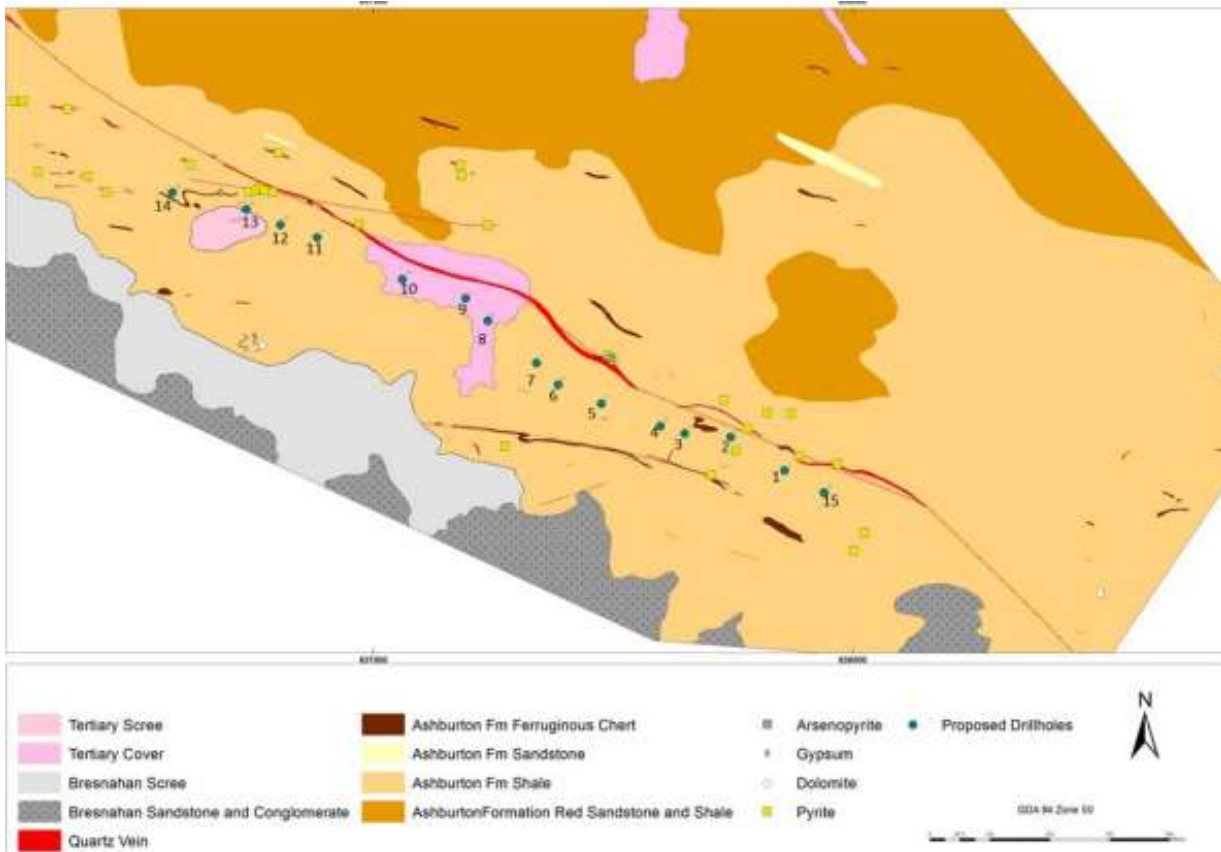 14
13
12
11
10
9
8
7
6
5
4
3
2
1
15
N
Tertiary Scree
Tertiary Cover
Bresnahan Scree
Bresnahan Sandstone and Conglomerate
Quartz Vein
Ashburton Fm Ferruginous Chert
Ashburton Fm Sandstone
Ashburton Fm Shale
AshburtonFormation Red Sandstone and Shale
Arsenopyrite
Gypsum
Dolomite
Pyrite
Proposed Drillholes
GDA 94 Zone 50